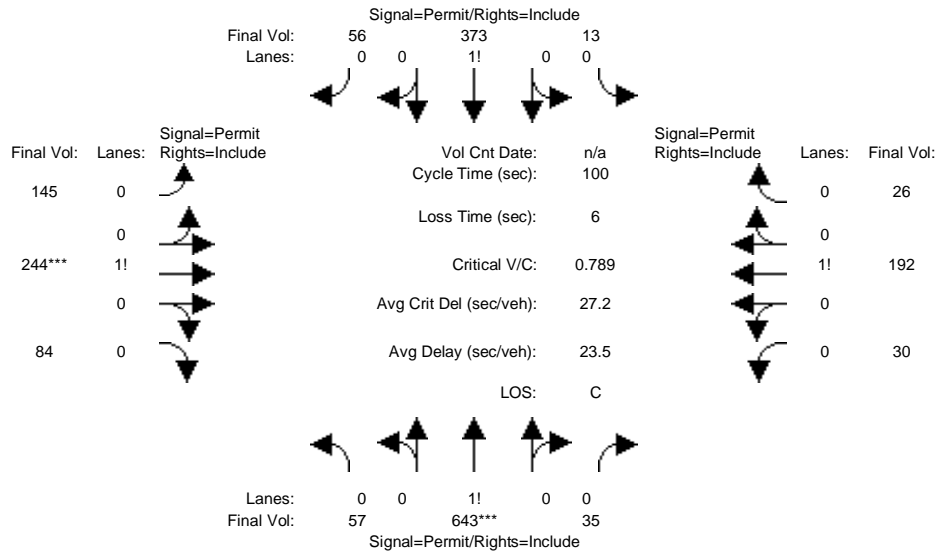 Signal=Permit/Rights=Include
Final Vol: 56 373 13
Lanes: 0 0 1! 0 0
Signal=Permit
Final Vol: Lanes: Rights=Include
Vol Cnt Date: n/a
Signal=Permit
Rights=Include Lanes: Final Vol:
Cycle Time (sec): 100
145 0
0 26
Loss Time (sec): 6
0
0
244*** 1!
Critical V/C: 0.789
1! 192
0
Avg Crit Del (sec/veh): 27.2
0
84 0
Avg Delay (sec/veh): 23.5
0 30
LOS: C
Lanes: 0 0 1! 0 0
Final Vol: 57 643*** 35
Signal=Permit/Rights=Include